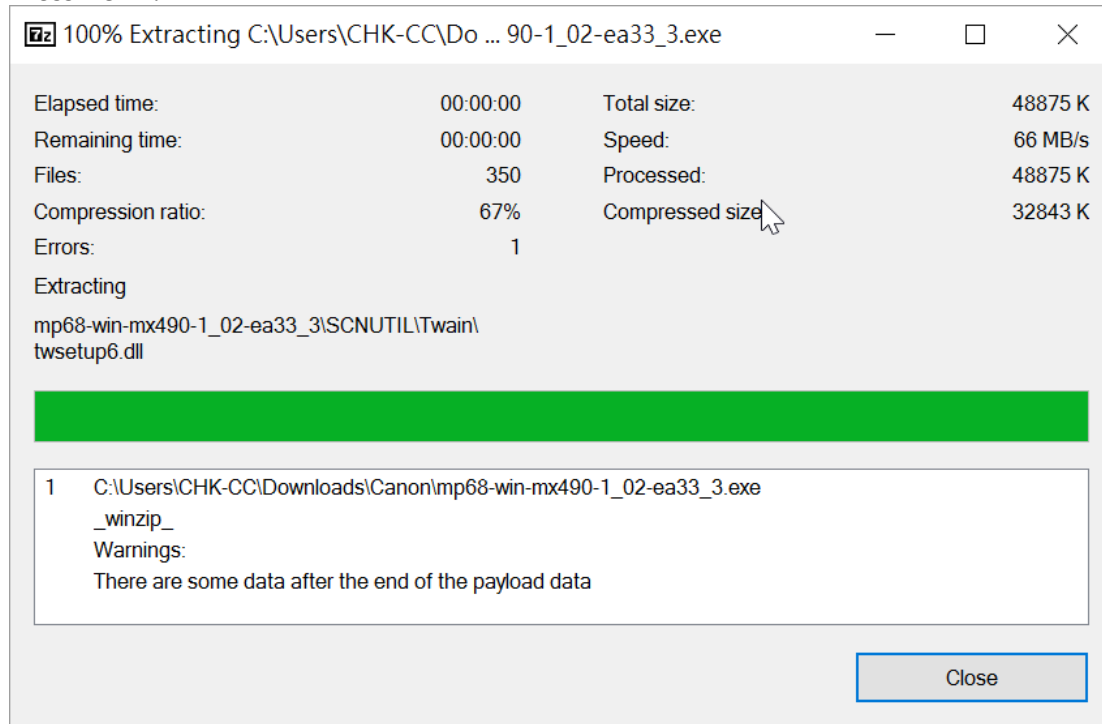 7z 100% Extracting C:\Users\CHK-CC\Do ... 90-1_02-ea33_3.exe
Elapsed time: 00:00:00 Total size: 48875 K
Remaining time: 00:00:00 Speed: 66 MB/s
Files: 350 Processed: 48875 K
Compression ratio: 67% Compressed size 32843 K
Errors: 1
Extracting
mp68-win-mx490-1_02-ea33_3\SCNUTIL\Twain\
twsetup6.dll
1 C:\Users\CHK-CC\Downloads\Canon\mp68-win-mx490-1_02-ea33_3.exe
_winzip_
Warnings:
There are some data after the end of the payload data
Close